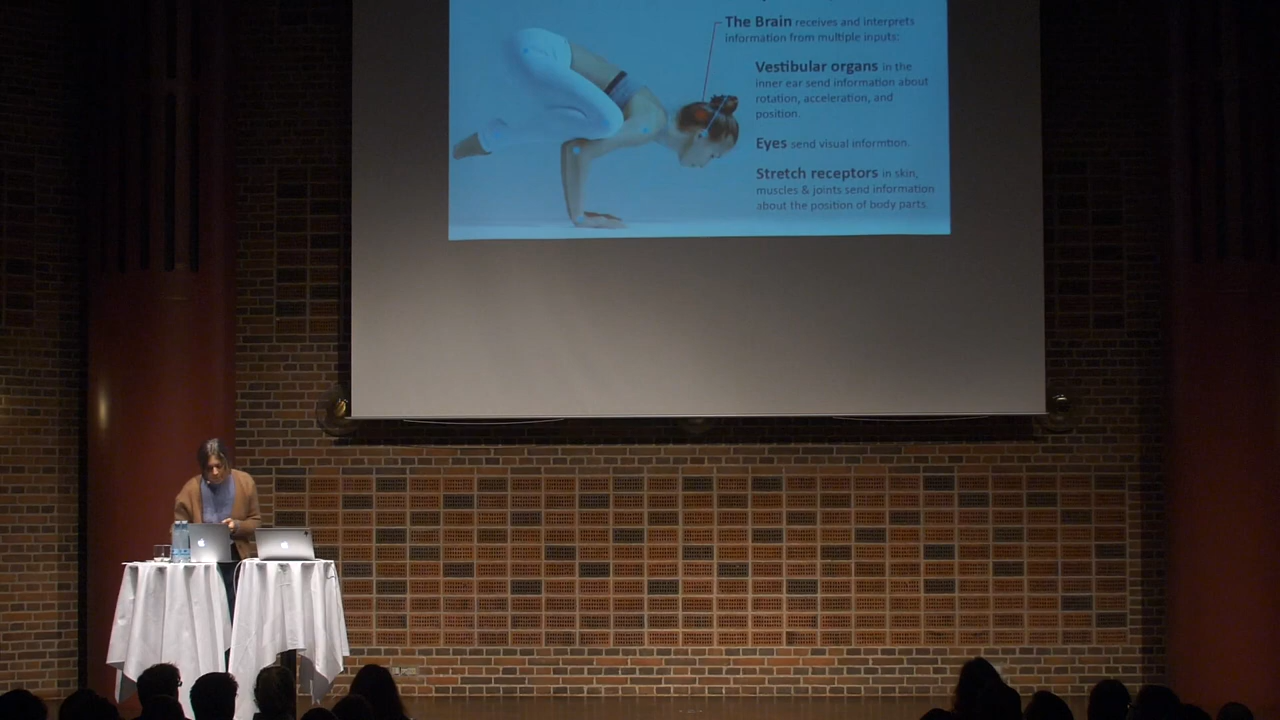 The Brain receives and interprets
information from multiple inputs:
Vestibular organs in the
inner ear send information about
rotation, acceleration, and
position.
Eyes send visual informtion.
Stretch receptors in skin,
muscles & joints send information
about the position of body parts.